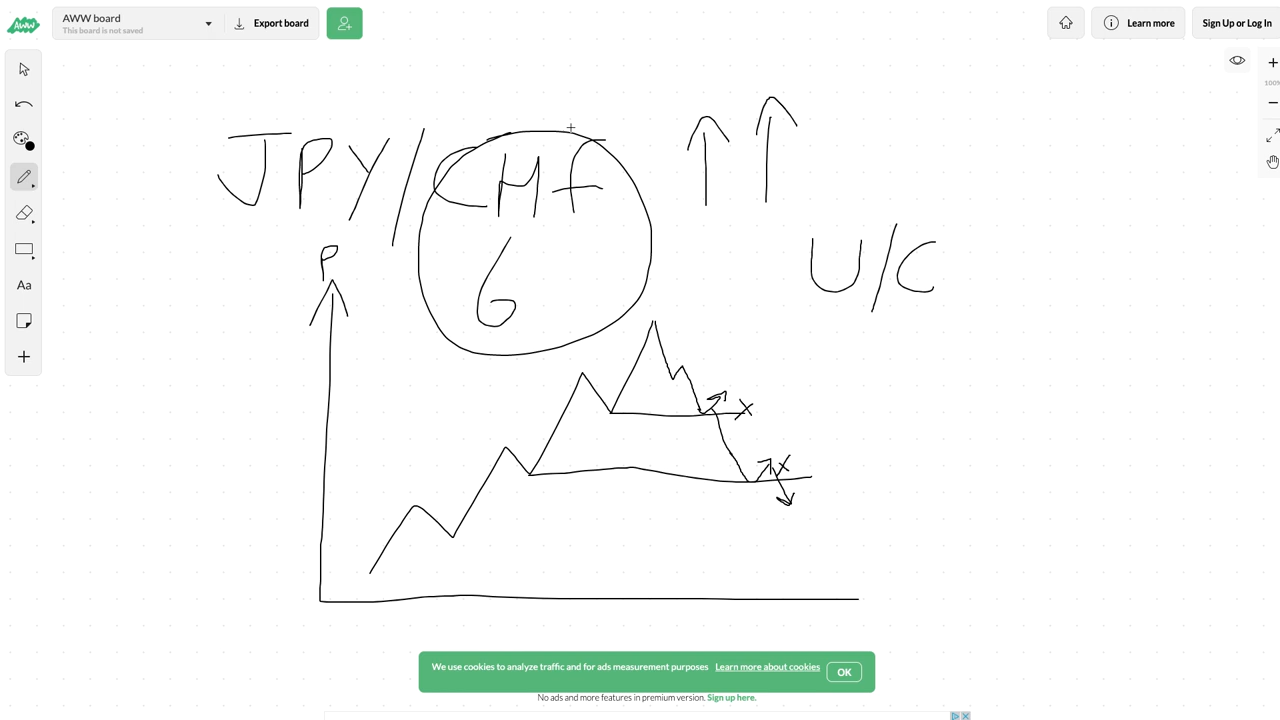 AWW
AWW board
This board is not saved
Export board
Learn more
Sign Up or Log In
100%
JPY/CHF
P
6
U/C
X
X
Aa
We use cookies to analyze traffic and for ads measurement purposes Learn more about cookies OK
No ads and more features in premium version. Sign up here.